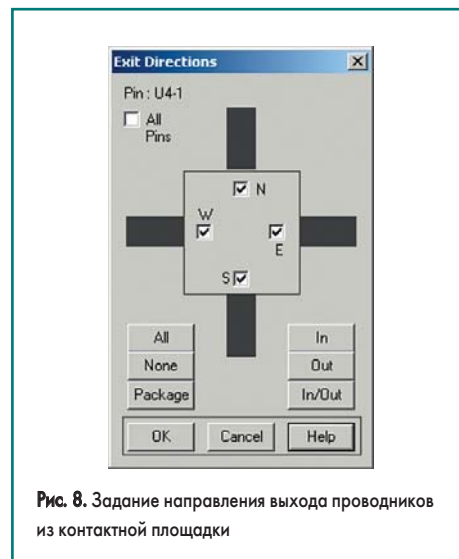 Exit Directions
Pin : U4-1
All
Pins
N
W
E
S
All
In
None
Out
Package
In/Out
OK Cancel Help
Рис. 8. Задание направления выхода проводников
из контактной площадки